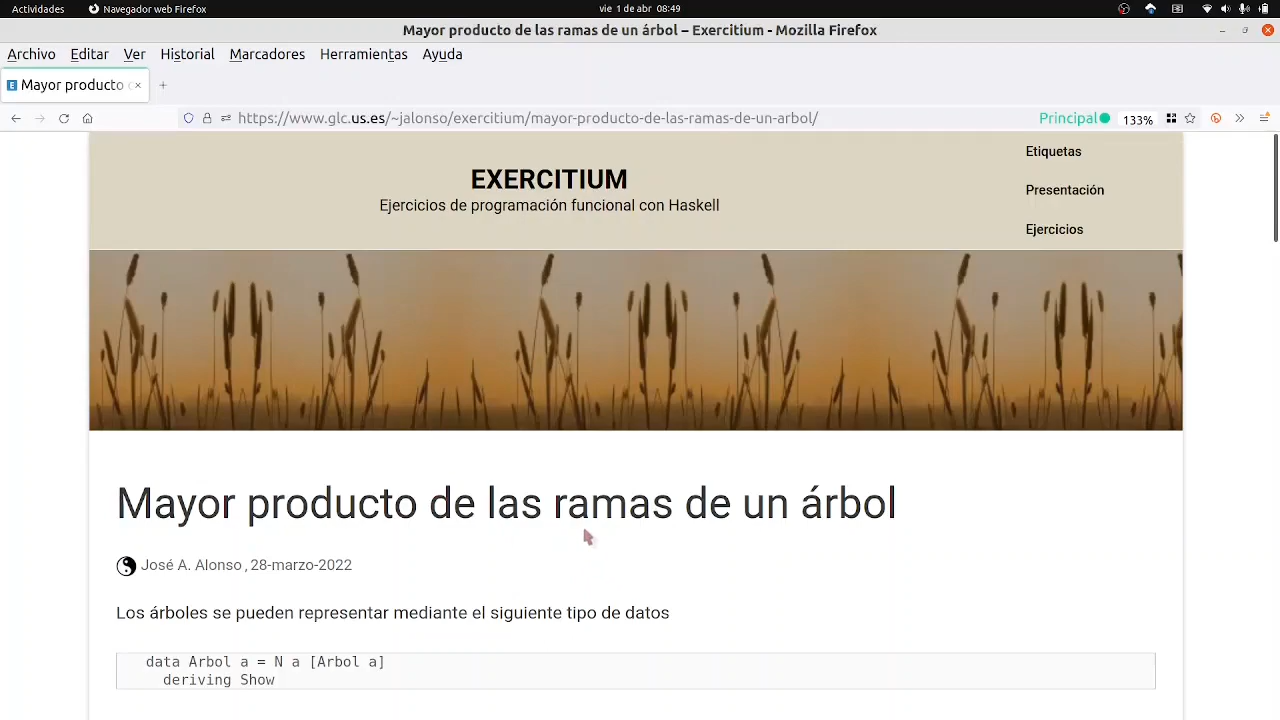 Actividades Navegador web Firefox vie 1 de abr 08:49
Mayor producto de las ramas de un árbol – Exercitium - Mozilla Firefox
Archivo Editar Ver Historial Marcadores Herramientas Ayuda
Mayor producto
https://www.glc.us.es/~jalonso/exercitium/mayor-producto-de-las-ramas-de-un-arbol/ Principal 133%
Etiquetas
EXERCITIUM
Presentación
Ejercicios de programación funcional con Haskell
Ejercicios
Mayor producto de las ramas de un árbol
José A. Alonso, 28-marzo-2022
Los árboles se pueden representar mediante el siguiente tipo de datos
data Arbol a = N a [Arbol a]
deriving Show